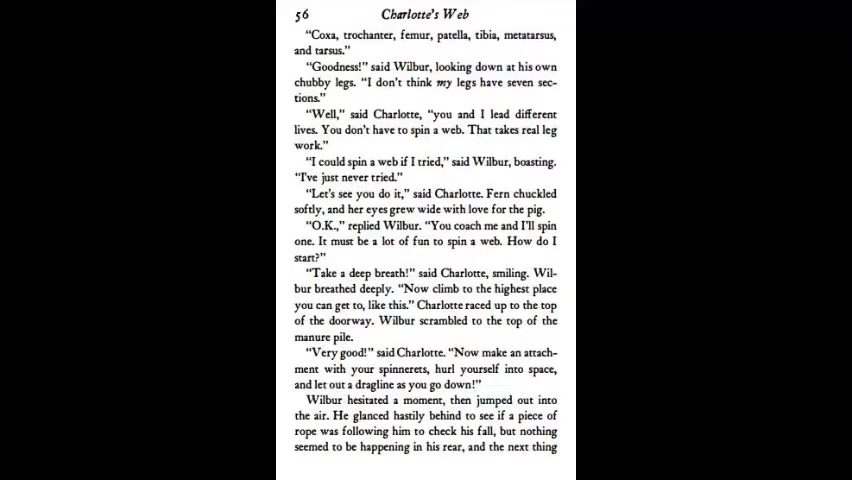 56 Charlotte's Web
“Coxa, trochanter, femur, patella, tibia, metatarsus,
and tarsus.”
“Goodness!” said Wilbur, looking down at his own
chubby legs. “I don't think my legs have seven sec-
tions.”
“Well,” said Charlotte, “you and I lead different
lives. You don't have to spin a web. That takes real leg
work.”
“I could spin a web if I tried,” said Wilbur, boasting.
“I've just never tried.”
“Let's see you do it,” said Charlotte. Fern chuckled
softly, and her eyes grew wide with love for the pig.
“O.K.,” replied Wilbur. “You coach me and I'll spin
one. It must be a lot of fun to spin a web. How do I
start?”
“Take a deep breath!” said Charlotte, smiling. Wil-
bur breathed deeply. “Now climb to the highest place
you can get to, like this.” Charlotte raced up to the top
of the doorway. Wilbur scrambled to the top of the
manure pile.
“Very good!” said Charlotte. “Now make an attach-
ment with your spinnerets, hurl yourself into space,
and let out a dragline as you go down!”
Wilbur hesitated a moment, then jumped out into
the air. He glanced hastily behind to see if a piece of
rope was following him to check his fall, but nothing
seemed to be happening in his rear, and the next thing